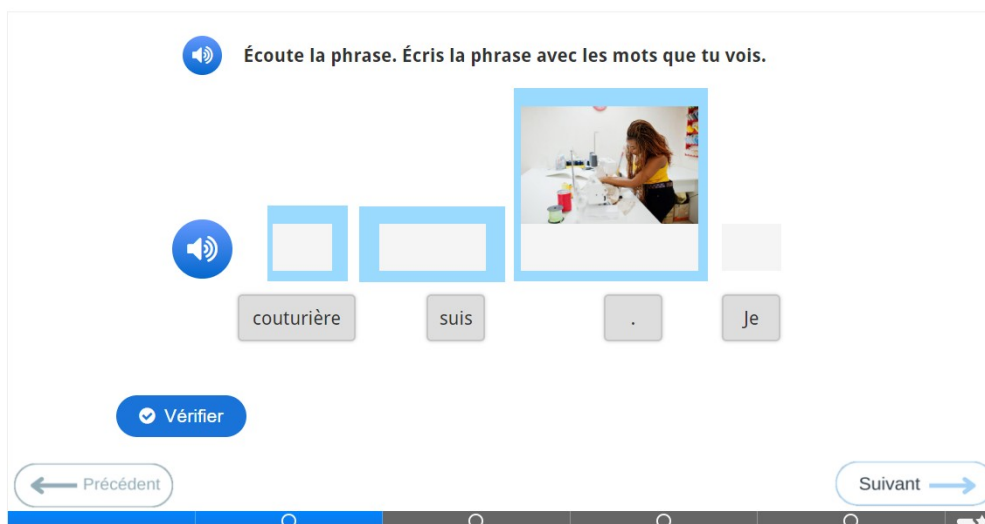 Écoute la phrase. Écris la phrase avec les mots que tu vois.
couturière suis . Je
Vérifier
Précédent Suivant